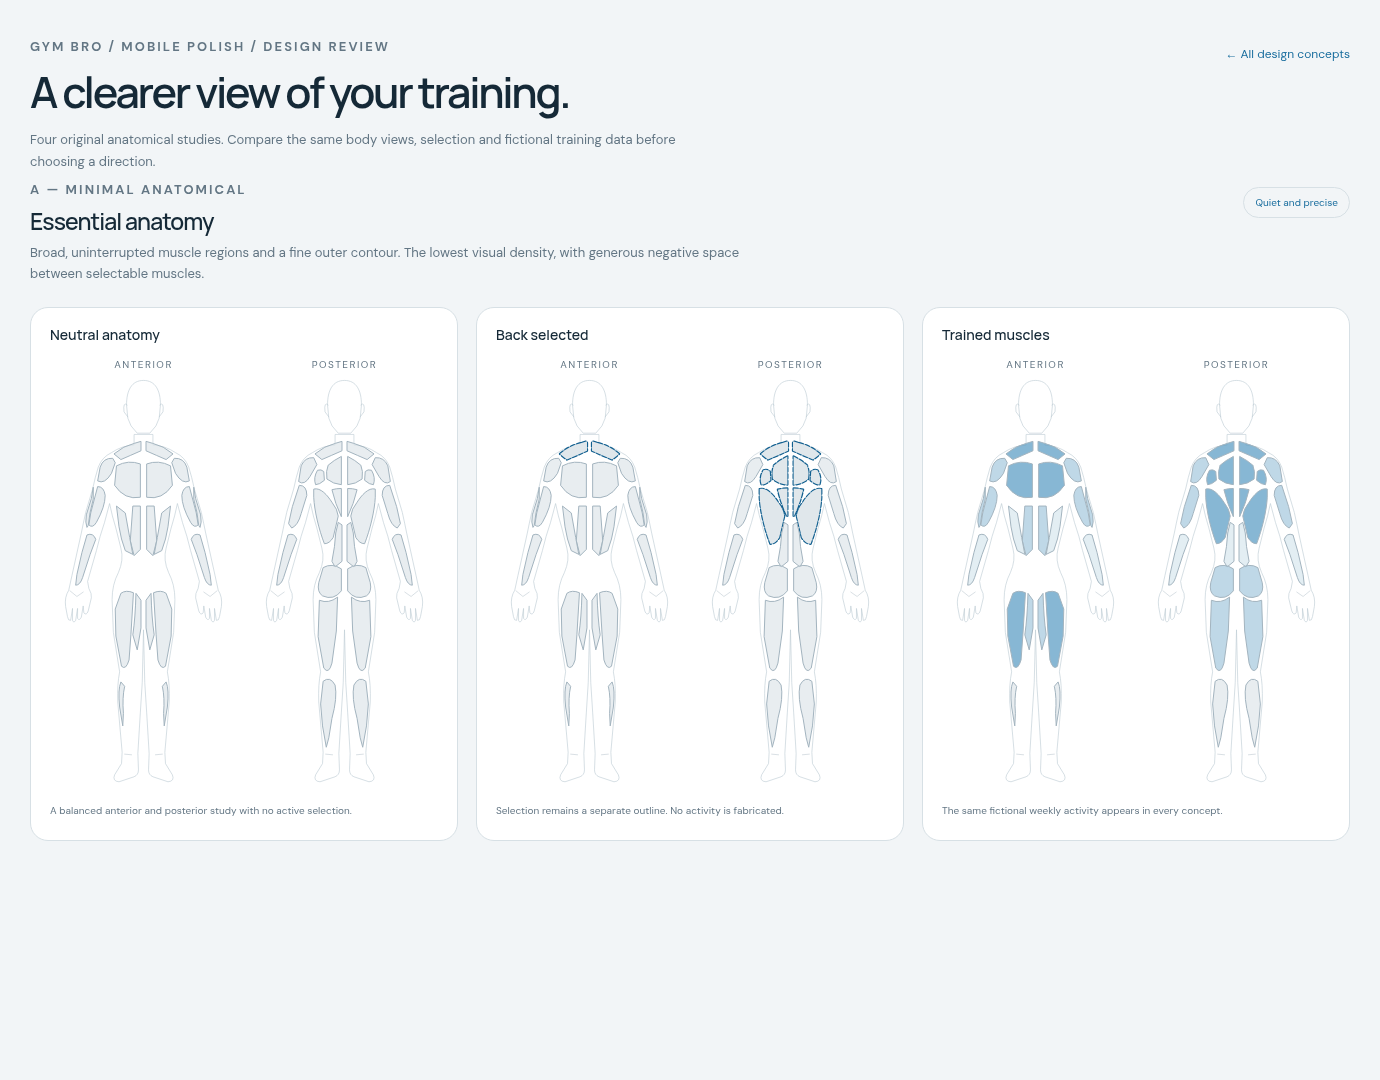 GYM BRO / MOBILE POLISH / DESIGN REVIEW
← All design concepts
A clearer view of your training.
Four original anatomical studies. Compare the same body views, selection and fictional training data before
choosing a direction.
A — MINIMAL ANATOMICAL
Quiet and precise
Essential anatomy
Broad, uninterrupted muscle regions and a fine outer contour. The lowest visual density, with generous negative space
between selectable muscles.
Neutral anatomy
ANTERIOR
POSTERIOR
A balanced anterior and posterior study with no active selection.
Back selected
ANTERIOR
POSTERIOR
Selection remains a separate outline. No activity is fabricated.
Trained muscles
ANTERIOR
POSTERIOR
The same fictional weekly activity appears in every concept.